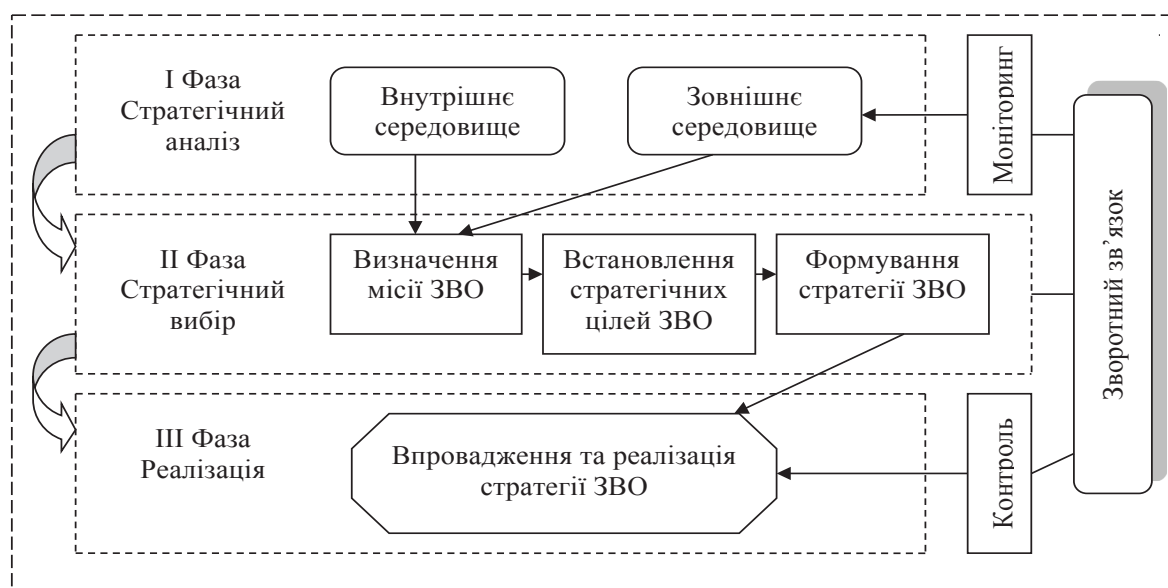 I Фаза
Стратегічний
аналіз
Внутрішнє
середовище
Зовнішнє
середовище
Моніторинг
II Фаза
Стратегічний
вибір
Визначення
місії ЗВО
Встановлення
стратегічних
цілей ЗВО
Формування
стратегії ЗВО
Зворотний зв’язок
III Фаза
Реалізація
Впровадження та реалізація
стратегії ЗВО
Контроль